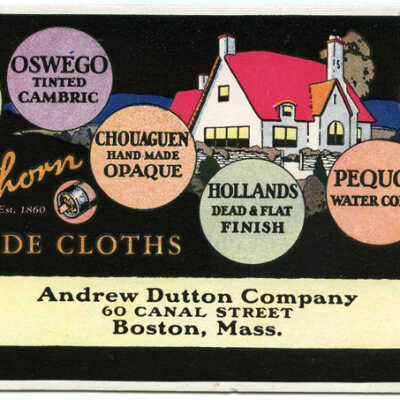 OSWEGO
TINTED
CAMBRIC
CHOUAGUEN
HAND MADE
OPAQUE
HOLLANDS
DEAD & FLAT
FINISH
PEQUO
WATER CO
horn
Est. 1860
DE CLOTHS
Andrew Dutton Company
60 CANAL STREET
Boston, Mass.